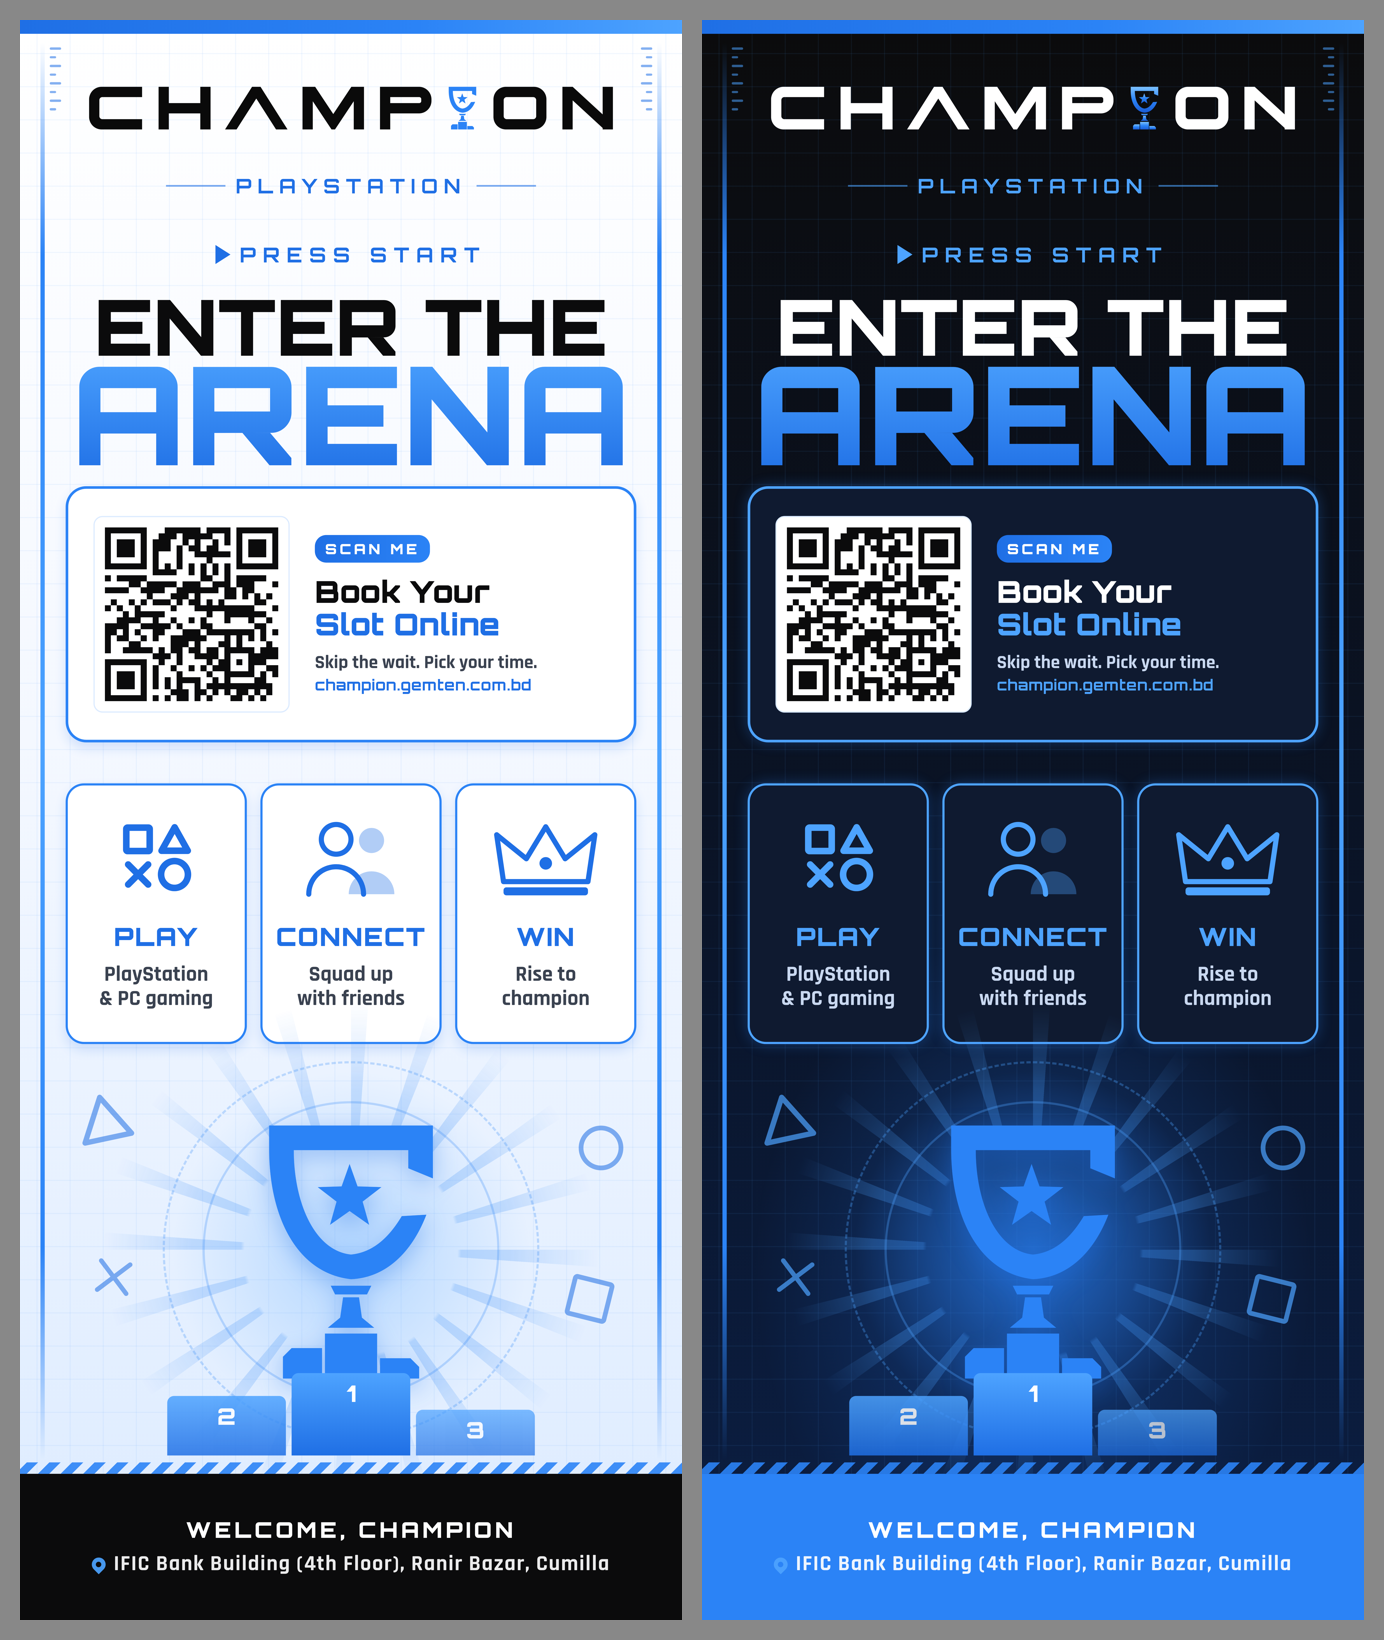 CHAMPION
PLAYSTATION
PRESS START
ENTER THE
ARENA
SCAN ME
Book Your
Slot Online
Skip the wait. Pick your time.
champion.gemten.com.bd
PLAY
PlayStation
& PC gaming
CONNECT
Squad up
with friends
WIN
Rise to
champion
1
2
3
WELCOME, CHAMPION
IFIC Bank Building (4th Floor), Ranir Bazar, Cumilla
CHAMPION
PLAYSTATION
PRESS START
ENTER THE
ARENA
SCAN ME
Book Your
Slot Online
Skip the wait. Pick your time.
champion.gemten.com.bd
PLAY
PlayStation
& PC gaming
CONNECT
Squad up
with friends
WIN
Rise to
champion
1
2
3
WELCOME, CHAMPION
IFIC Bank Building (4th Floor), Ranir Bazar, Cumilla